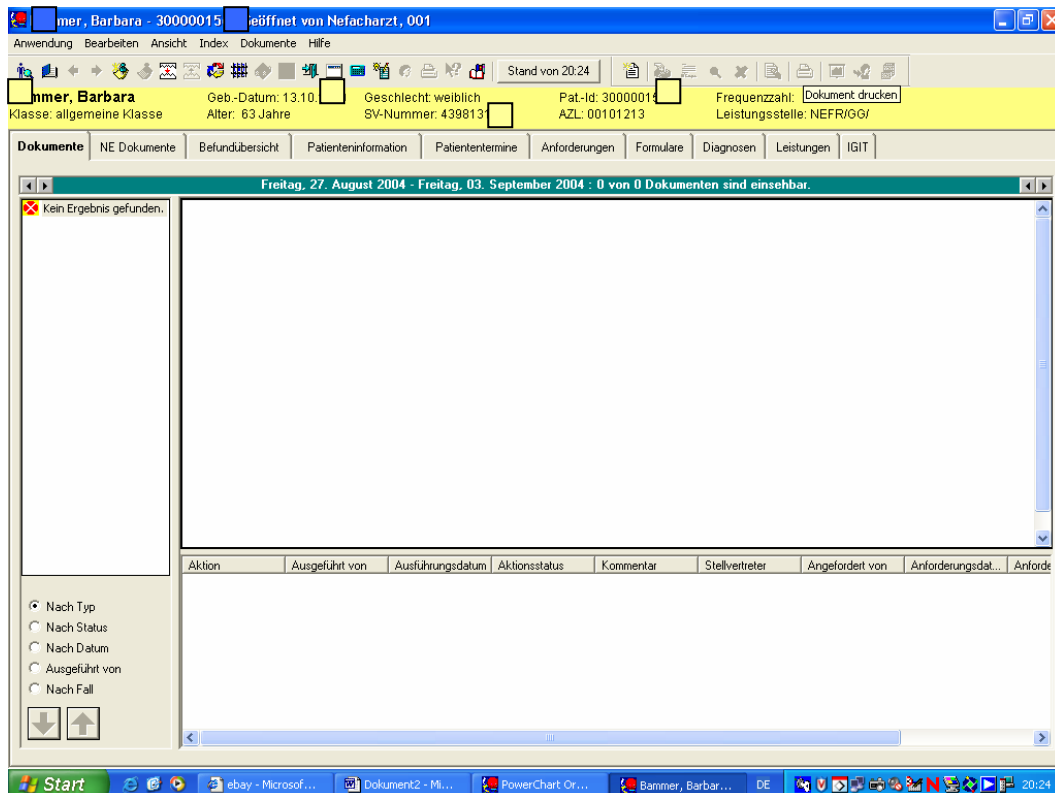 mmer, Barbara - 30000015 eöffnet von Nefacharzt, 001
Anwendung Bearbeiten Ansicht Index Dokumente Hilfe
Stand von 20:24
mmer, Barbara Geb.-Datum: 13.10. Geschlecht: weiblich Pat.-Id: 3000001 Frequenzzahl: Dokument drucken
Klasse: allgemeine Klasse Alter: 63 Jahre SV-Nummer: 439813 AZL: 00101213 Leistungsstelle: NEFR/GG/
Dokumente NE Dokumente Befundübersicht Patienteninformation Patiententermine Anforderungen Formulare Diagnosen Leistungen IGIT
Freitag, 27. August 2004 - Freitag, 03. September 2004 : 0 von 0 Dokumenten sind einsehbar.
Kein Ergebnis gefunden.
Aktion Ausgeführt von Ausführungsdatum Aktionsstatus Kommentar Stellvertreter Angefordert von Anforderungsdat... Anforde
Nach Typ
Nach Status
Nach Datum
Ausgeführt von
Nach Fall
Start ebay - Microsof... Dokument2 - Mi... PowerChart Or... Bammer, Barbar... DE 20:24